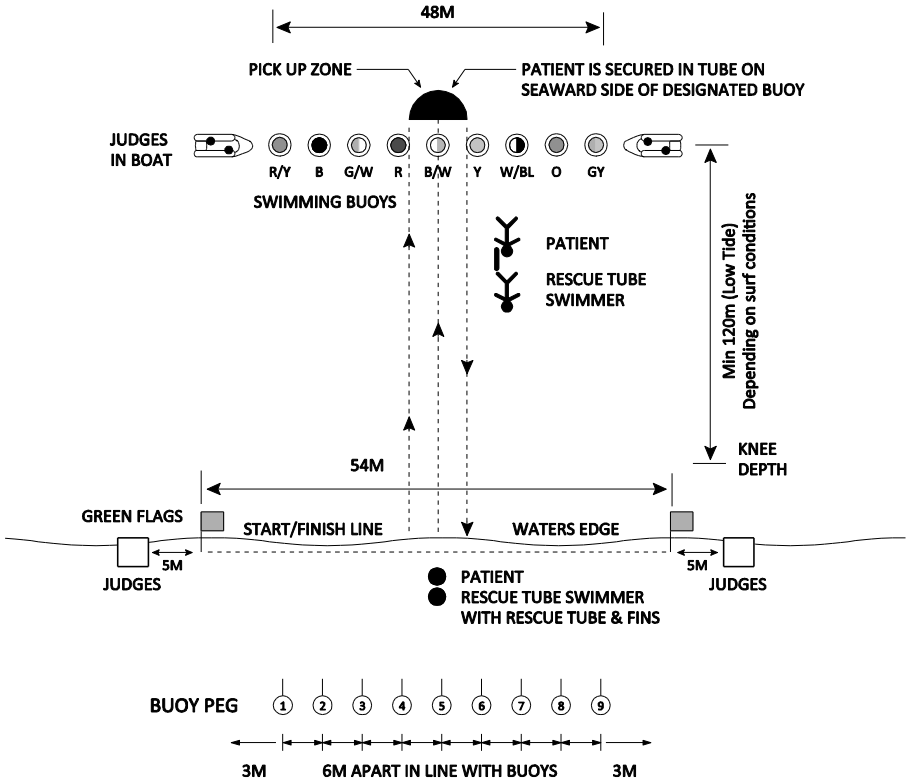 48M
PICK UP ZONE
PATIENT IS SECURED IN TUBE ON
SEAWARD SIDE OF DESIGNATED BUOY
JUDGES
IN BOAT
R/Y B G/W R B/W Y W/BL O GY
SWIMMING BUOYS
PATIENT
RESCUE TUBE
SWIMMER
Min 120m (Low Tide)
Depending on surf conditions
KNEE
DEPTH
54M
GREEN FLAGS
START/FINISH LINE
WATERS EDGE
5M
5M
JUDGES
JUDGES
PATIENT
RESCUE TUBE SWIMMER
WITH RESCUE TUBE & FINS
BUOY PEG 1 2 3 4 5 6 7 8 9
3M 6M APART IN LINE WITH BUOYS 3M